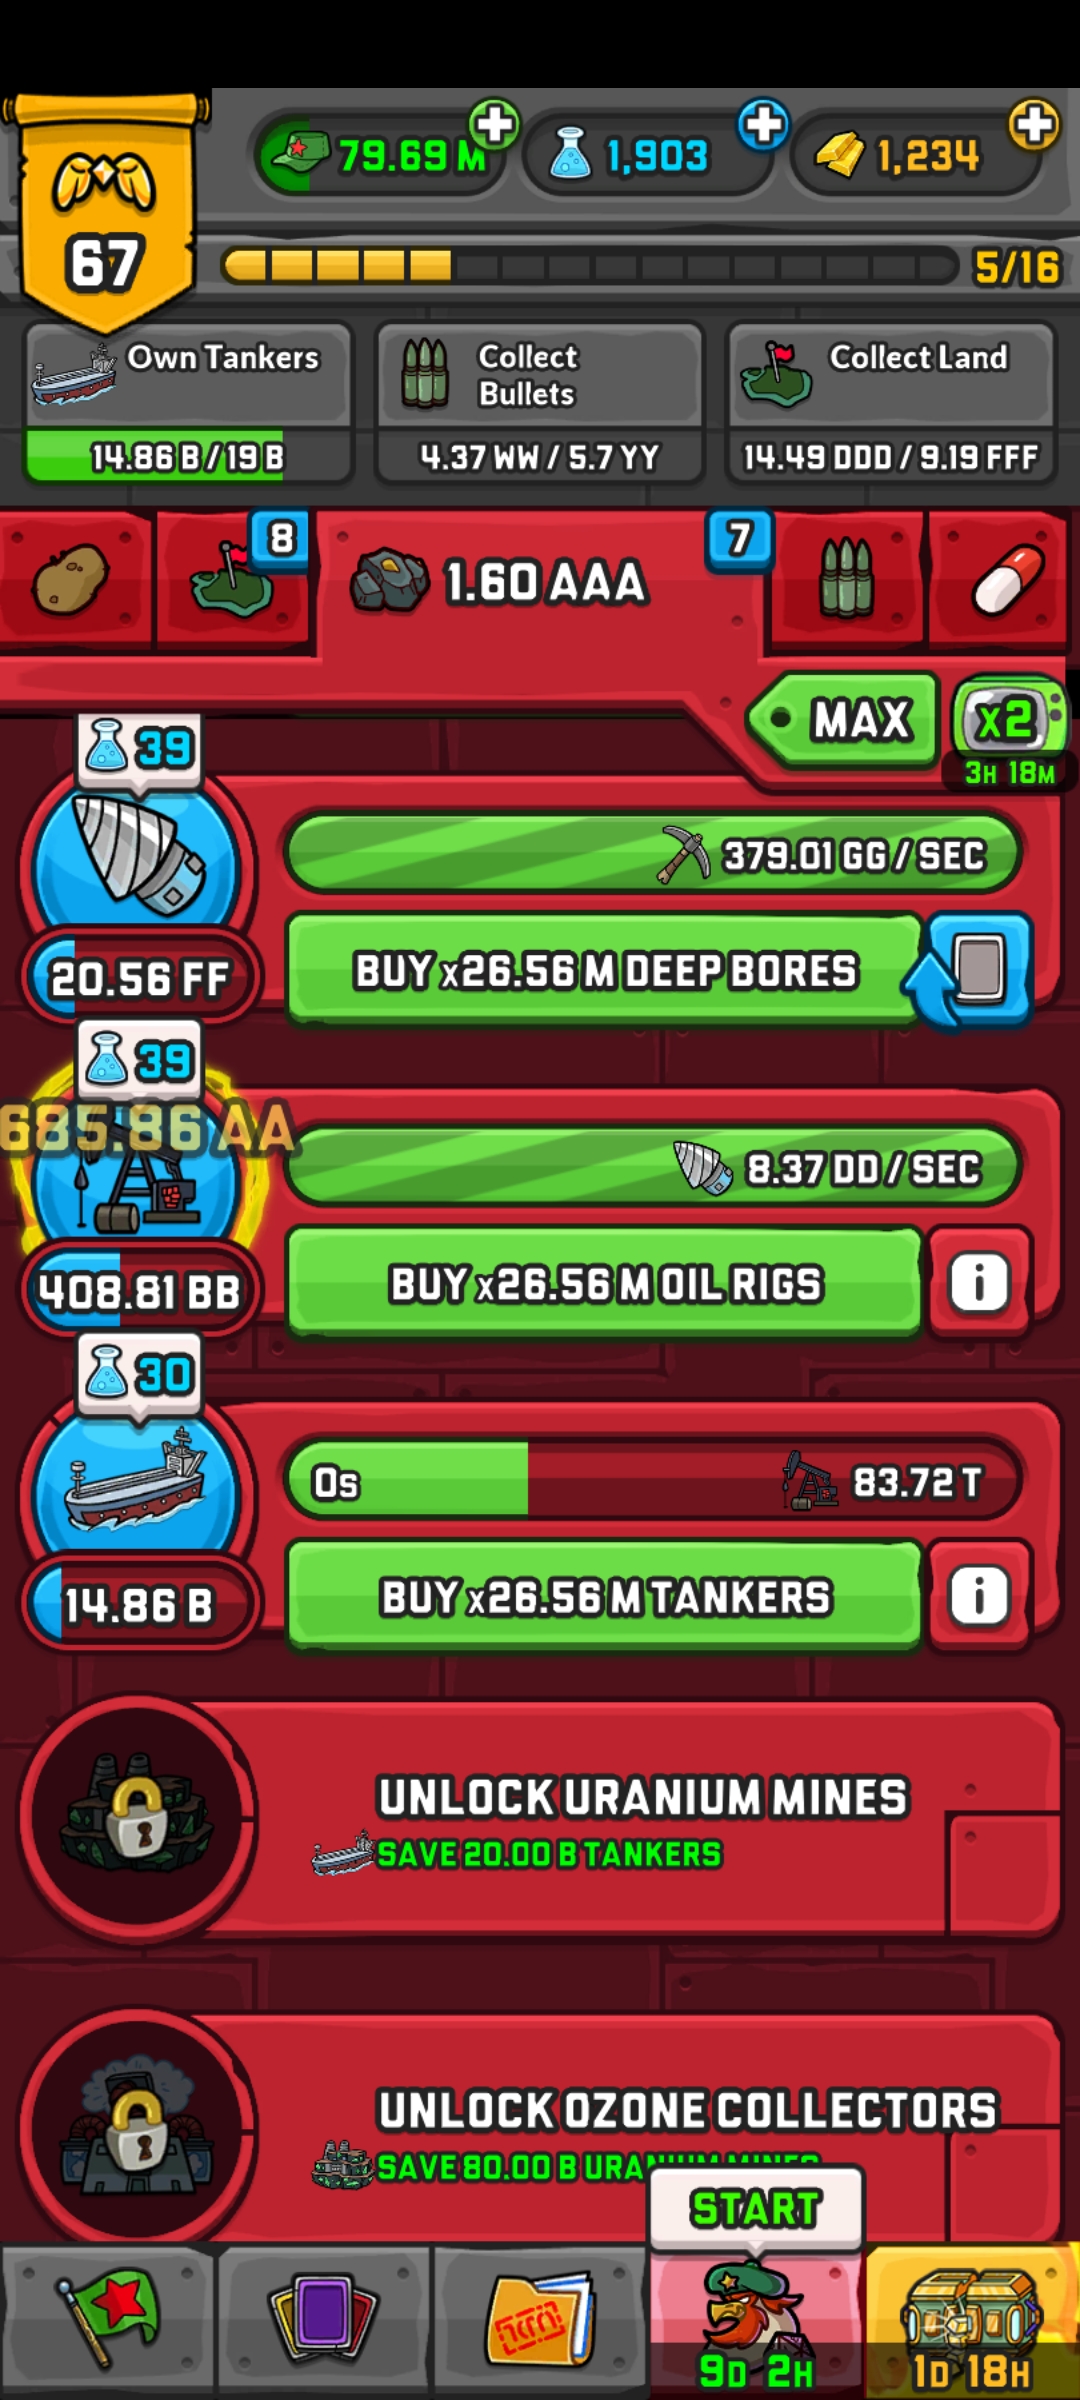 79.69 M
1,903
1,234
67
5/16
Own Tankers
Collect
Bullets
Collect Land
14.86 B / 19 B
4.37 WW / 5.7 YY
14.49 DDD / 9.19 FFF
8
1.60 AAA
7
MAX
x2
3H 18M
39
379.01 GG / SEC
20.56 FF
BUY x26.56 M DEEP BORES
39
685.86 AA
8.37 DD / SEC
408.81 BB
BUY x26.56 M OIL RIGS
i
30
0s
83.72 T
14.86 B
BUY x26.56 M TANKERS
i
UNLOCK URANIUM MINES
SAVE 20.00 B TANKERS
UNLOCK OZONE COLLECTORS
SAVE 80.00 B URANIUM MINES
START
9D 2H
1D 18H